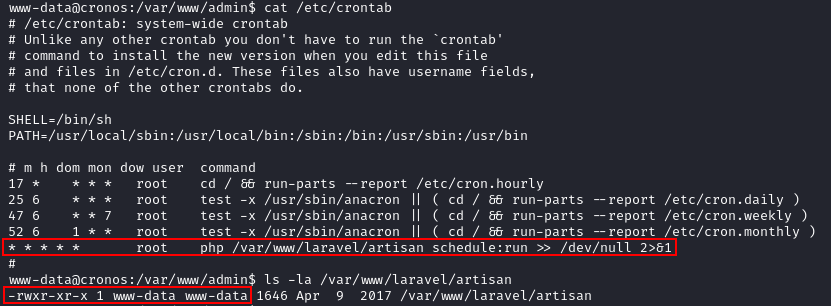 www-data@cronos:/var/www/admin$ cat /etc/crontab
# /etc/crontab: system-wide crontab
# Unlike any other crontab you don't have to run the `crontab'
# command to install the new version when you edit this file
# and files in /etc/cron.d. These files also have username fields,
# that none of the other crontabs do.

SHELL=/bin/sh
PATH=/usr/local/sbin:/usr/local/bin:/sbin:/bin:/usr/sbin:/usr/bin

# m h dom mon dow user  command
17 *    * * *   root    cd / && run-parts --report /etc/cron.hourly
25 6    * * *   root    test -x /usr/sbin/anacron || ( cd / && run-parts --report /etc/cron.daily )
47 6    * * 7   root    test -x /usr/sbin/anacron || ( cd / && run-parts --report /etc/cron.weekly )
52 6    1 * *   root    test -x /usr/sbin/anacron || ( cd / && run-parts --report /etc/cron.monthly )
* * * * *       root    php /var/www/laravel/artisan schedule:run >> /dev/null 2>&1
#
www-data@cronos:/var/www/admin$ ls -la /var/www/laravel/artisan
-rwxr-xr-x 1 www-data www-data 1646 Apr  9  2017 /var/www/laravel/artisan